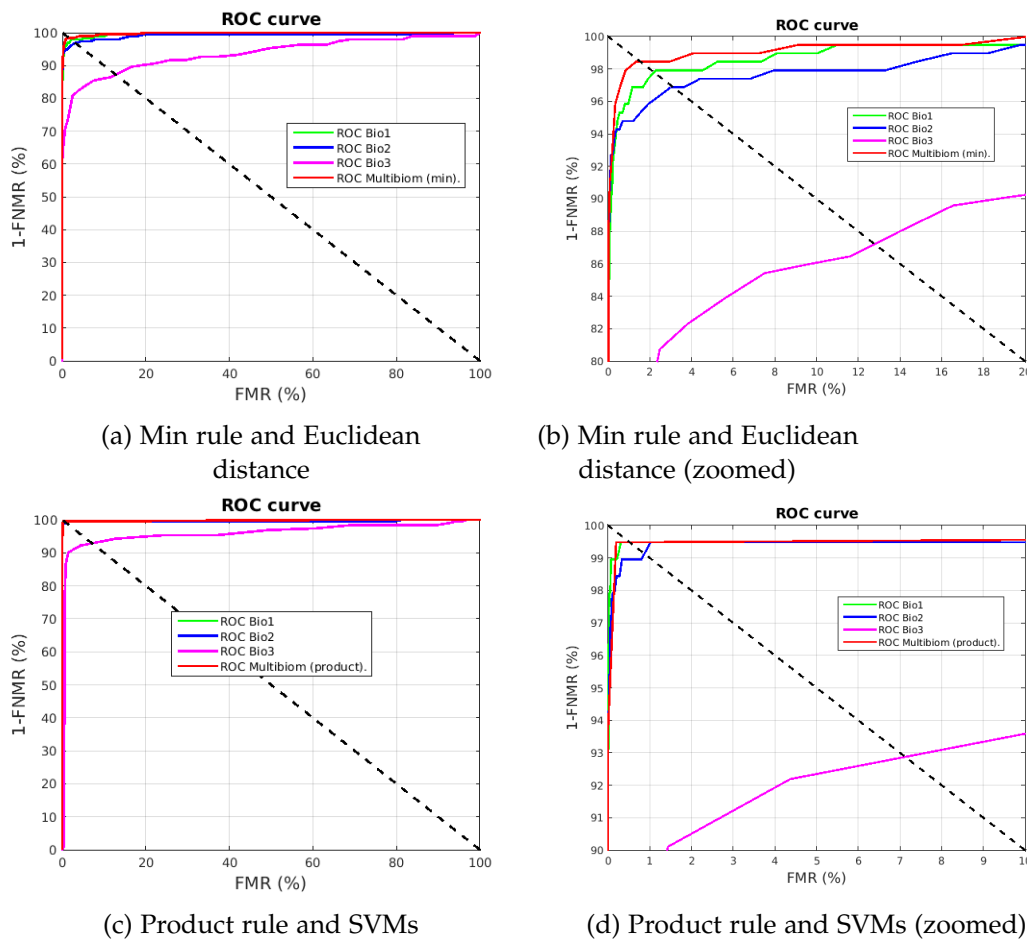 ROC curve
100
90
80
70
60
50
40
30
20
10
0
1-FNMR (%)
ROC Bio1
ROC Bio2
ROC Bio3
ROC Multibiom (min).
0 20 40 60 80 100
FMR (%)
(a) Min rule and Euclidean
distance
ROC curve
100
98
96
94
92
90
88
86
84
82
80
1-FNMR (%)
ROC Bio1
ROC Bio2
ROC Bio3
ROC Multibiom (min).
0 2 4 6 8 10 12 14 16 18 20
FMR (%)
(b) Min rule and Euclidean
distance (zoomed)
ROC curve
100
90
80
70
60
50
40
30
20
10
0
1-FNMR (%)
ROC Bio1
ROC Bio2
ROC Bio3
ROC Multibiom (product).
0 20 40 60 80 100
FMR (%)
(c) Product rule and SVMs
ROC curve
100
99
98
97
96
95
94
93
92
91
90
1-FNMR (%)
ROC Bio1
ROC Bio2
ROC Bio3
ROC Multibiom (product).
0 1 2 3 4 5 6 7 8 9 10
FMR (%)
(d) Product rule and SVMs (zoomed)